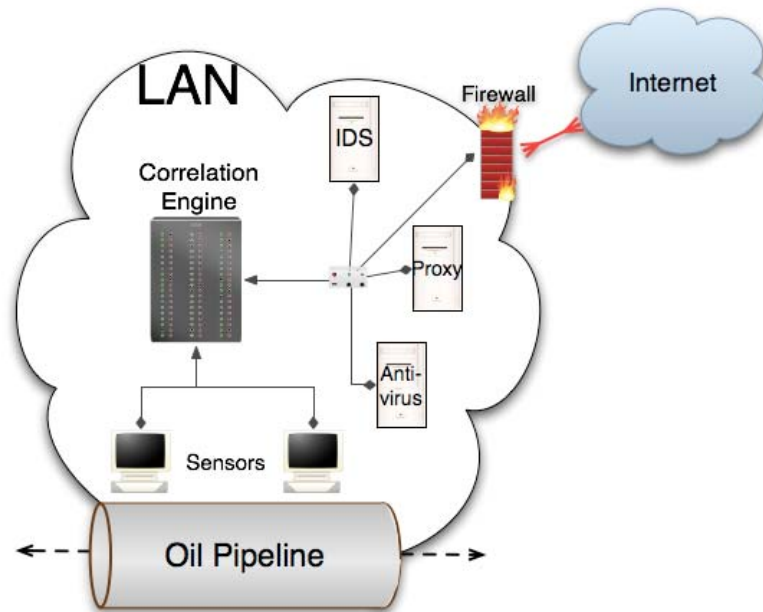 LAN
Firewall
Internet
IDS
Correlation
Engine
Proxy
Anti-
virus
Sensors
Oil Pipeline